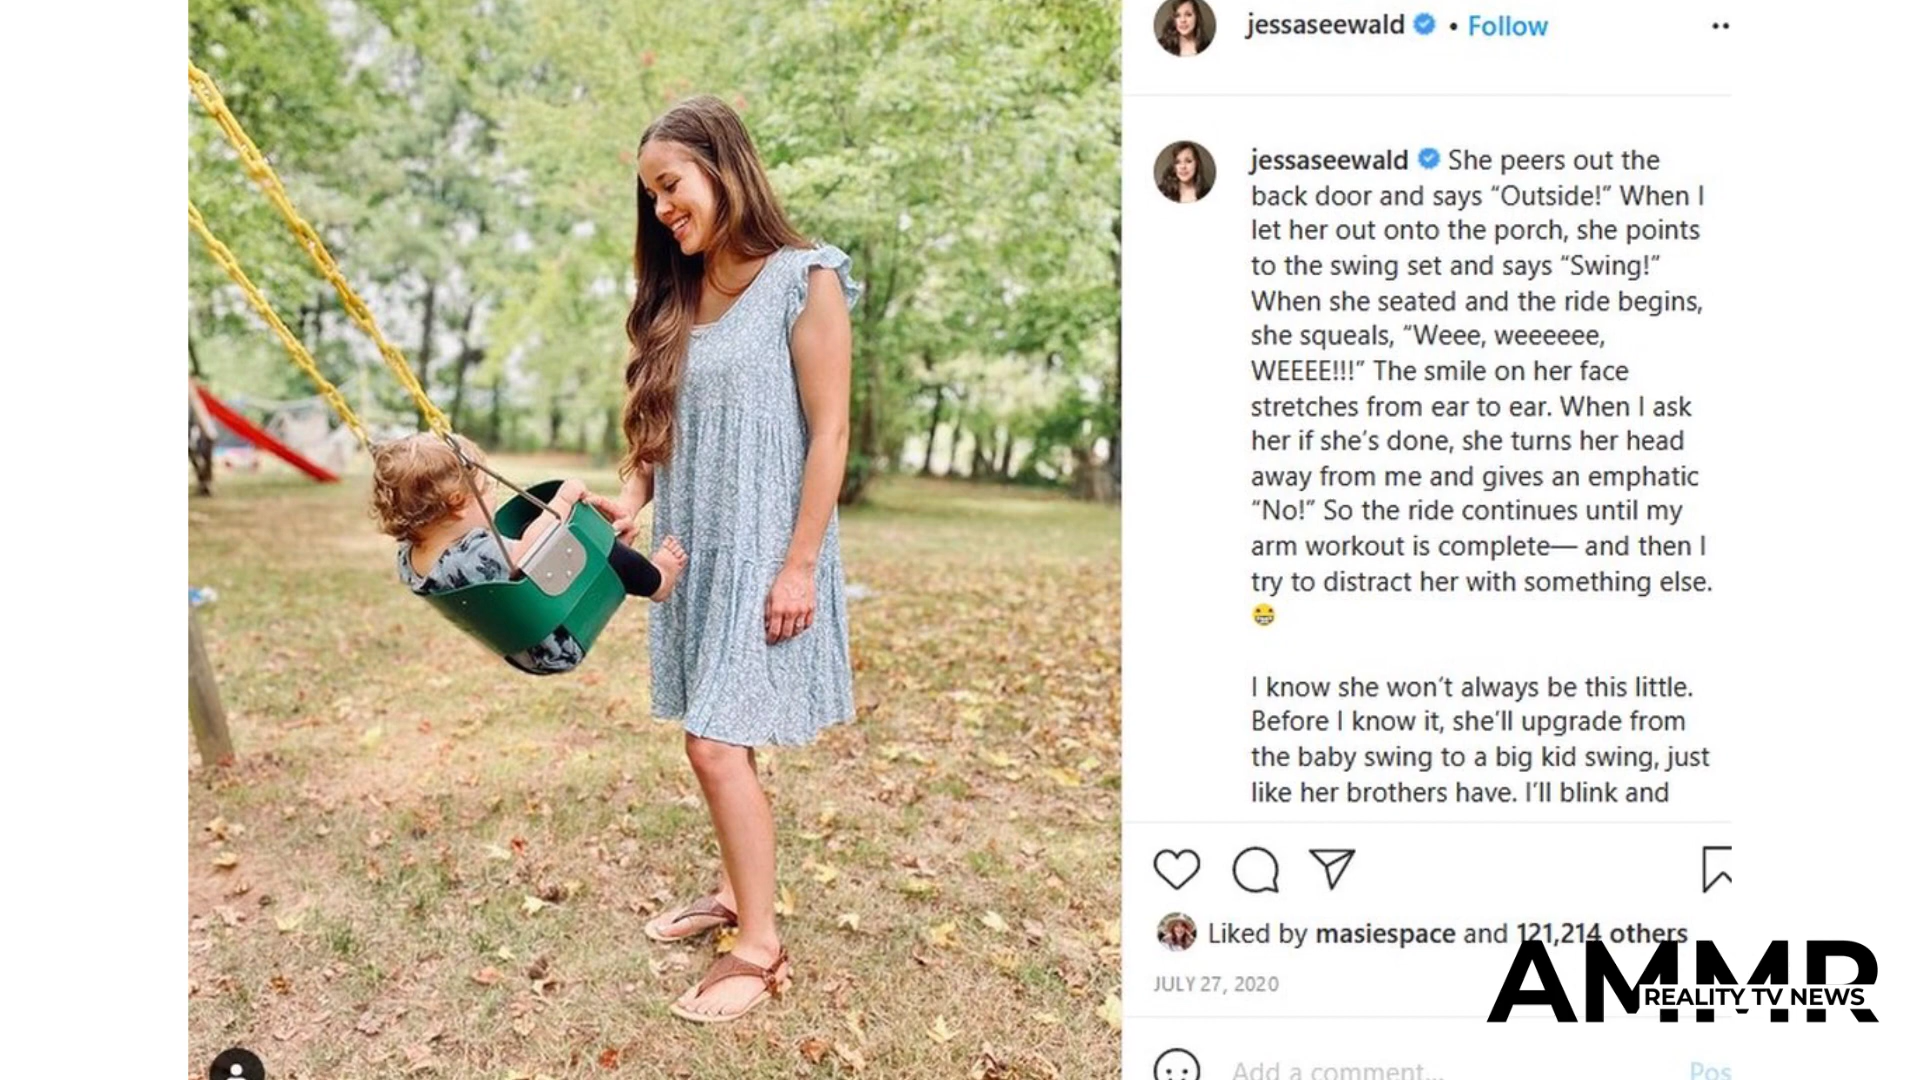 jessaseewald • Follow
jessaseewald She peers out the
back door and says “Outside!” When I
let her out onto the porch, she points
to the swing set and says “Swing!”
When she seated and the ride begins,
she squeals, “Weee, weeeeee,
WEEEE!!!” The smile on her face
stretches from ear to ear. When I ask
her if she’s done, she turns her head
away from me and gives an emphatic
“No!” So the ride continues until my
arm workout is complete— and then I
try to distract her with something else.
😁
I know she won’t always be this little.
Before I know it, she’ll upgrade from
the baby swing to a big kid swing, just
like her brothers have. I’ll blink and
Liked by masiespace and 121,214 others
JULY 27, 2020
AMMR
REALITY TV NEWS
Add a comment...
Pos